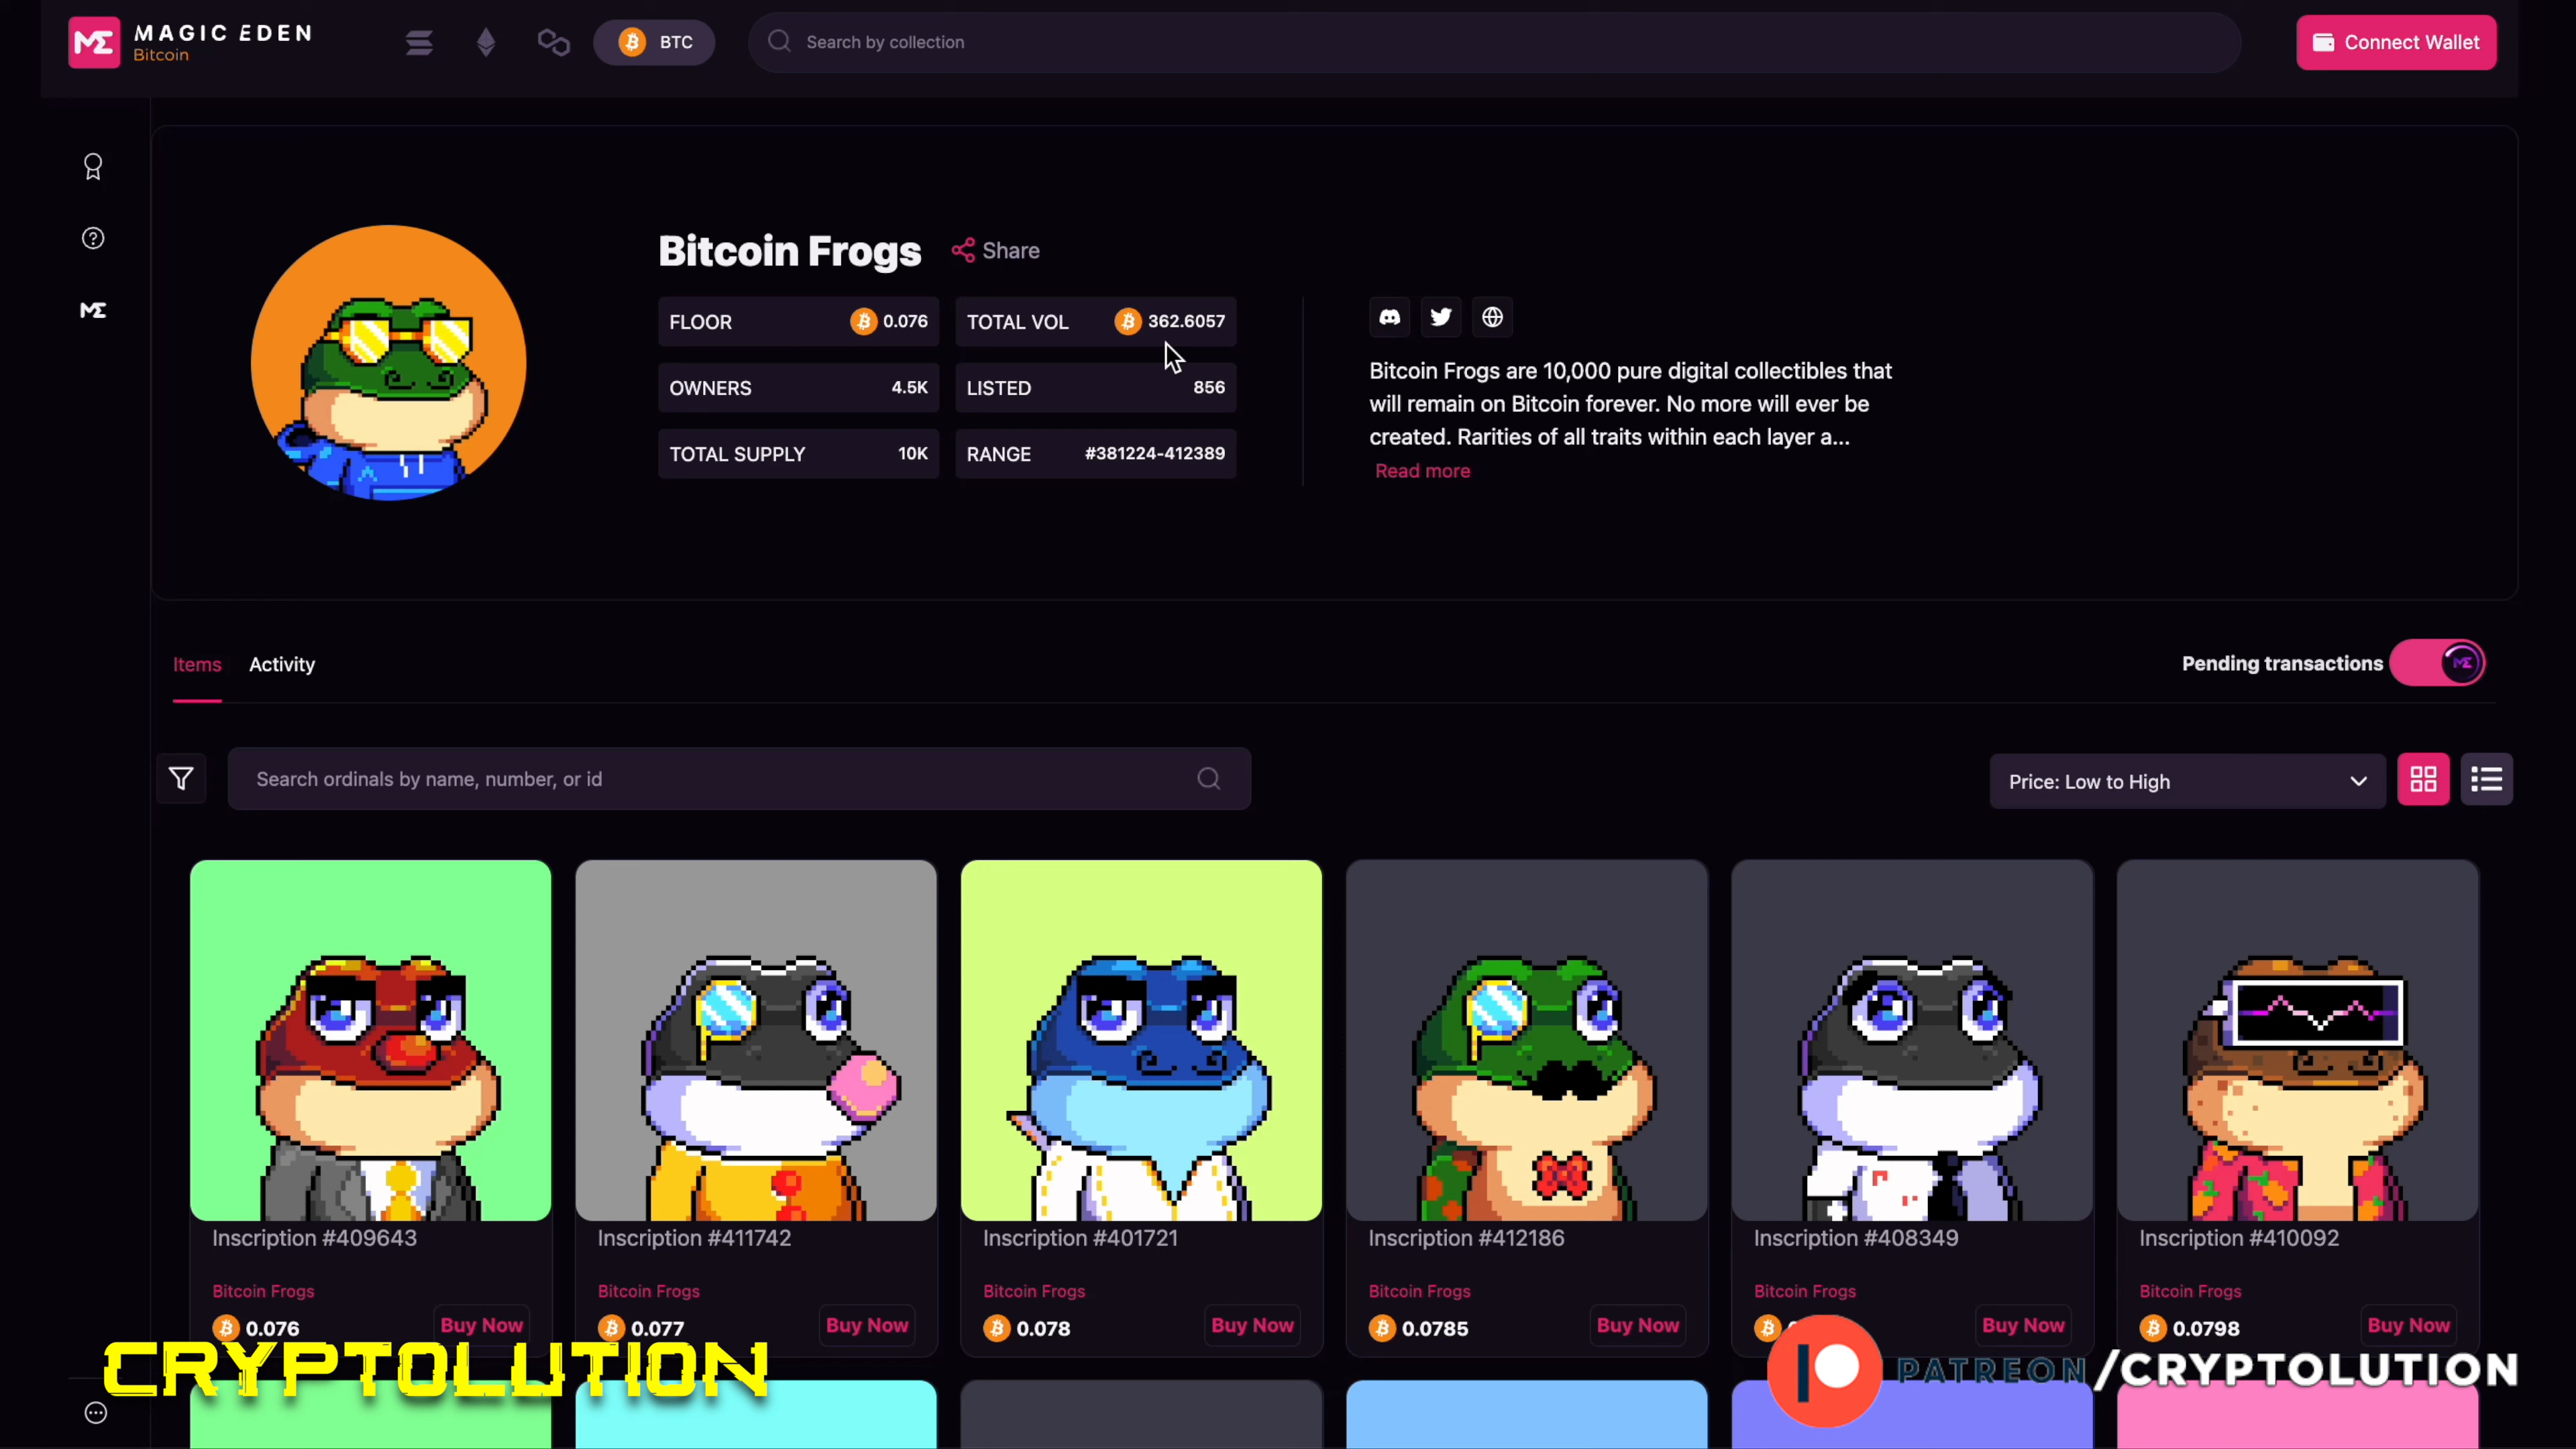 MAGIC EDEN
Bitcoin
BTC
Search by collection
Connect Wallet
Bitcoin Frogs
Share
FLOOR 0.076
TOTAL VOL 362.6057
OWNERS 4.5K
LISTED 856
TOTAL SUPPLY 10K
RANGE #381224-412389
Bitcoin Frogs are 10,000 pure digital collectibles that
will remain on Bitcoin forever. No more will ever be
created. Rarities of all traits within each layer a...
Read more
Items
Activity
Pending transactions
Search ordinals by name, number, or id
Price: Low to High
Inscription #409643
Bitcoin Frogs
0.076
Buy Now
Inscription #411742
Bitcoin Frogs
0.077
Buy Now
Inscription #401721
Bitcoin Frogs
0.078
Buy Now
Inscription #412186
Bitcoin Frogs
0.0785
Buy Now
Inscription #408349
Bitcoin Frogs
Buy Now
Inscription #410092
Bitcoin Frogs
0.0798
Buy Now
CRYPTOLUTION
PATREON/CRYPTOLUTION